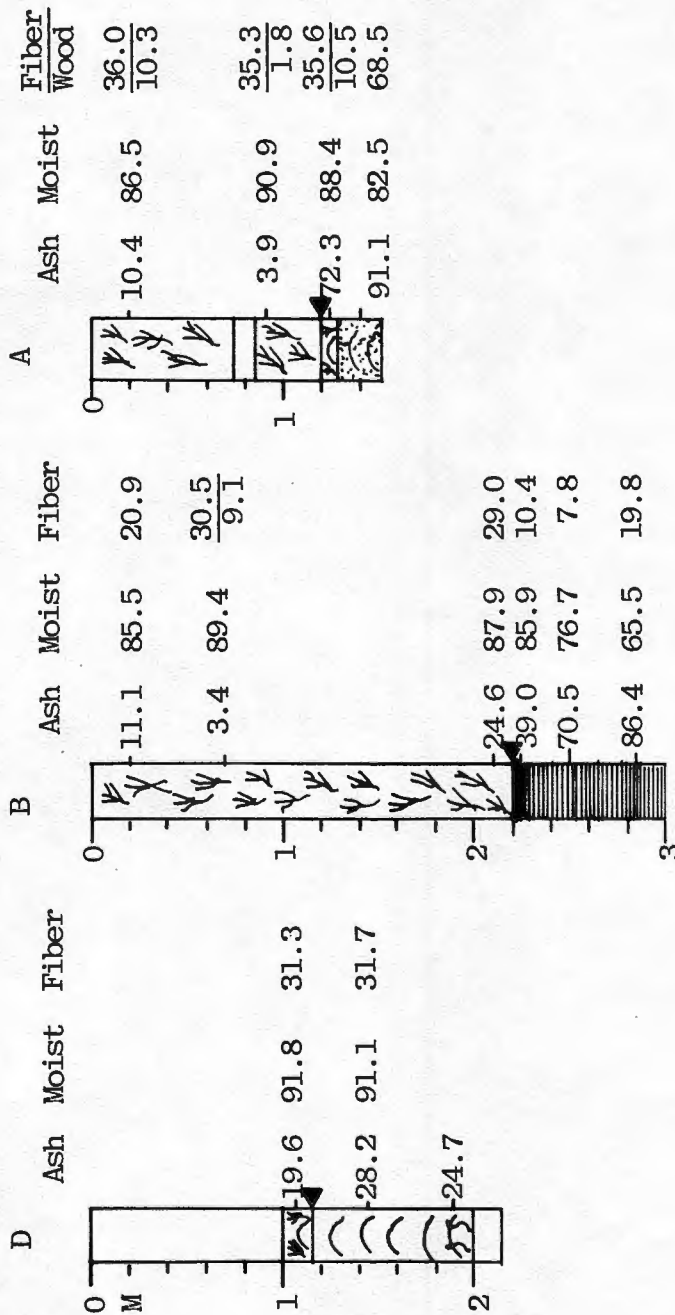 D
Ash Moist Fiber
0
M
1
19.6 91.8 31.3
28.2 91.1 31.7
24.7
2
B
Ash Moist Fiber
0
11.1 85.5 20.9
3.4 89.4 30.5
9.1
1
2
24.6 87.9 29.0
39.0 85.9 10.4
70.5 76.7 7.8
86.4 65.5 19.8
3
A
Ash Moist Fiber
Wood
0
10.4 86.5 36.0
10.3
3.9 90.9 35.3
1.8
1
72.3 88.4 35.6
10.5
91.1 82.5 68.5